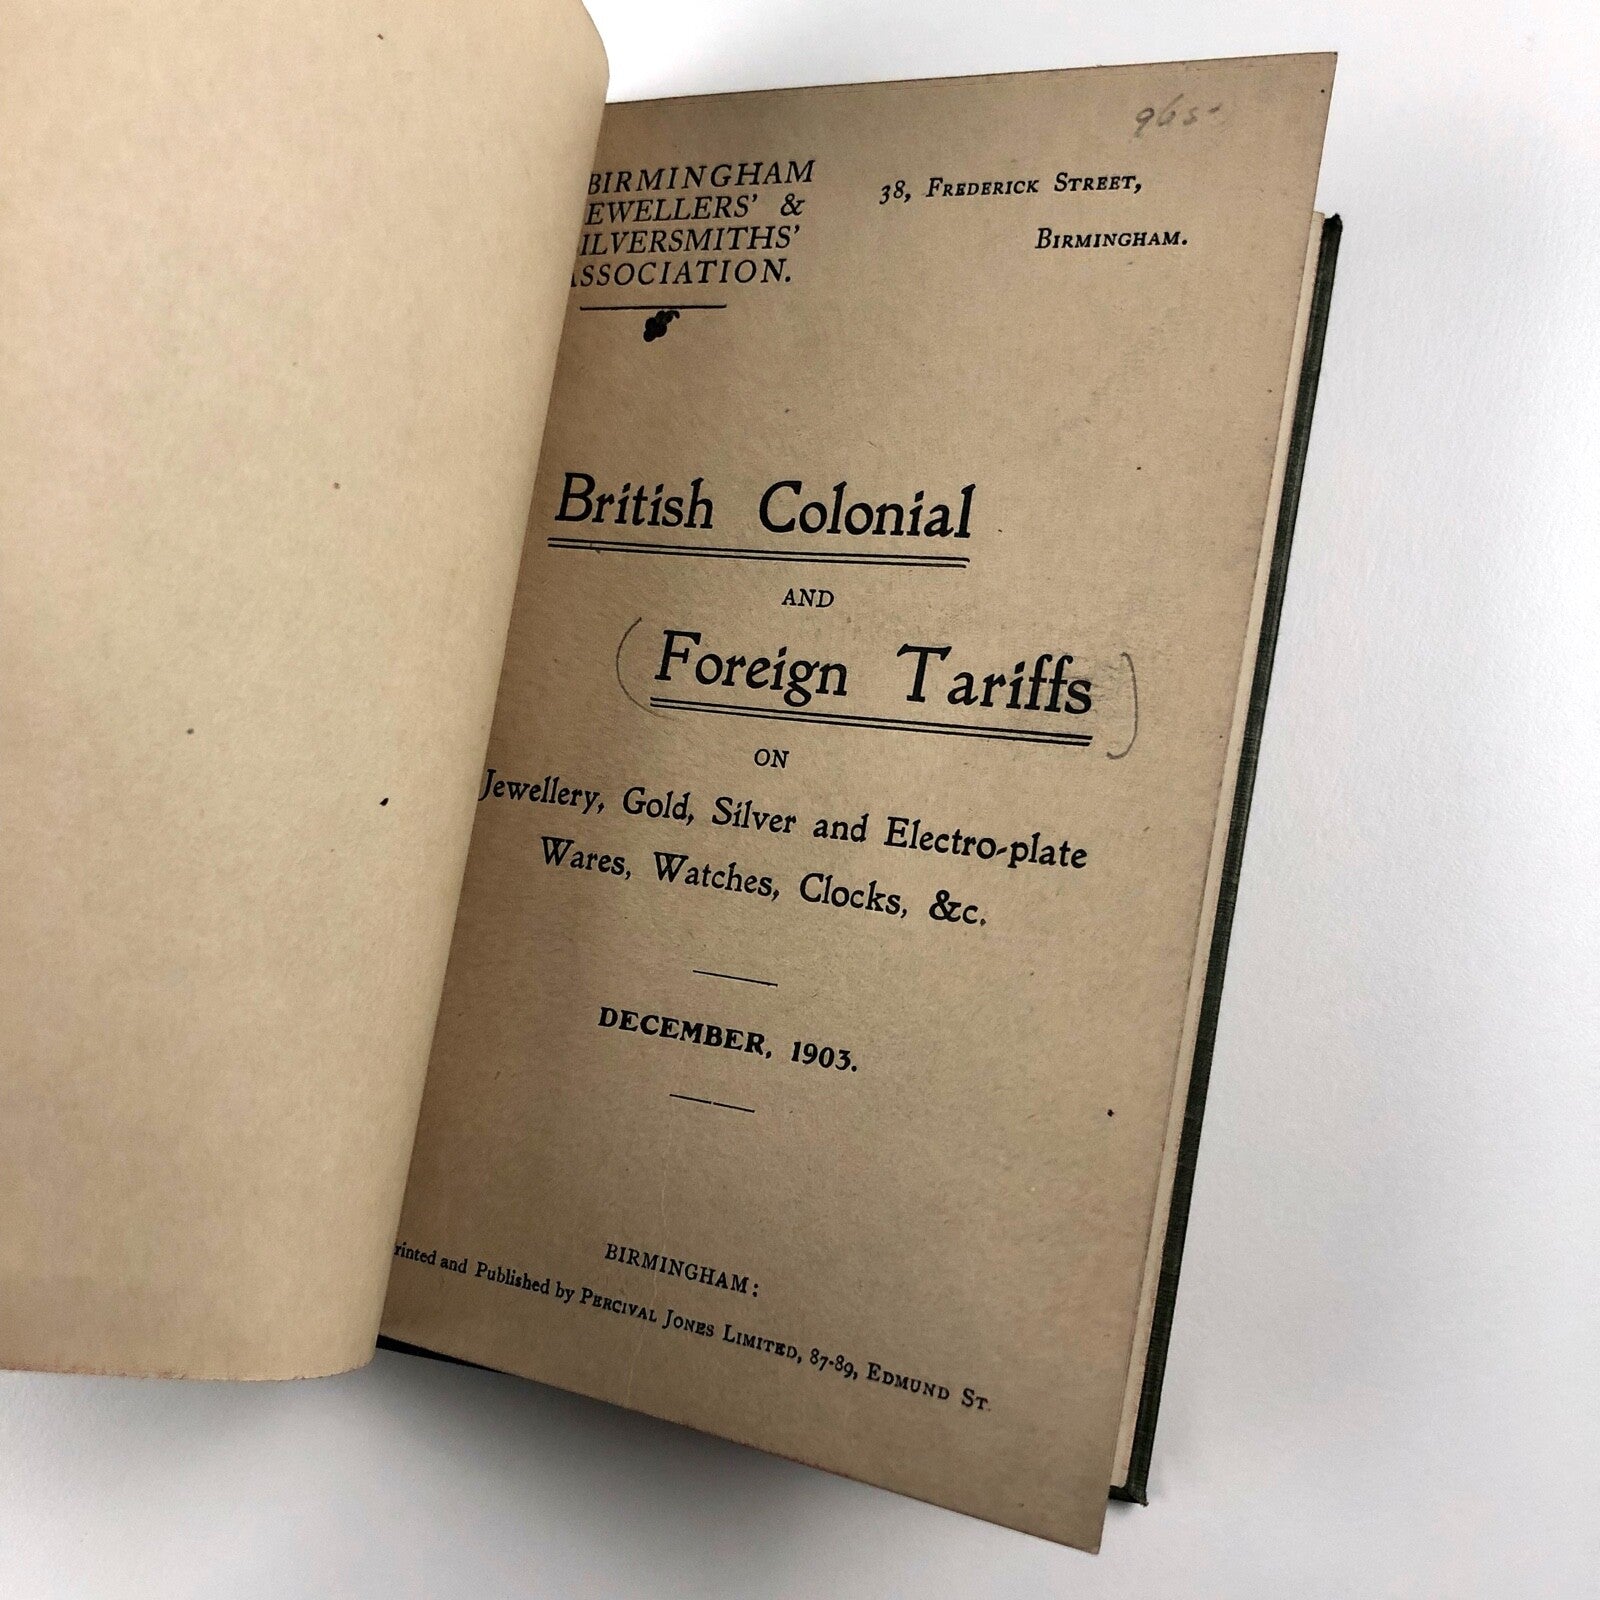 BIRMINGHAM
EWELLERS' &
ILVERSMITHS'
ASSOCIATION.
38, FREDERICK STREET,
BIRMINGHAM.
British Colonial
AND
Foreign Tariffs
ON
Jewellery, Gold, Silver and Electro-plate
Wares, Watches, Clocks, &c.
DECEMBER, 1903.
BIRMINGHAM:
rinted and Published by PERCIVAL JONES LIMITED, 87-89, EDMUND ST.